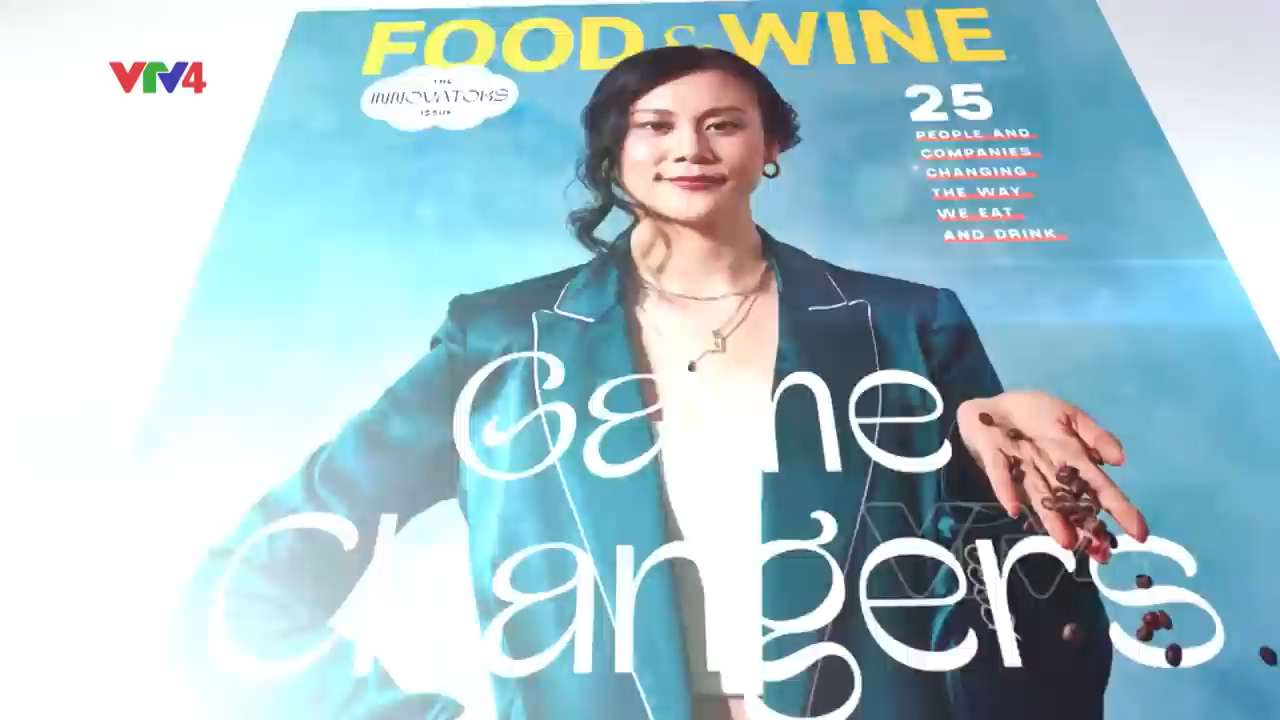 FOOD & WINE
VTV4
THE
INNOVATORS
ISSUE
25
PEOPLE AND
COMPANIES
CHANGING
THE WAY
WE EAT
AND DRINK
Game
Changers